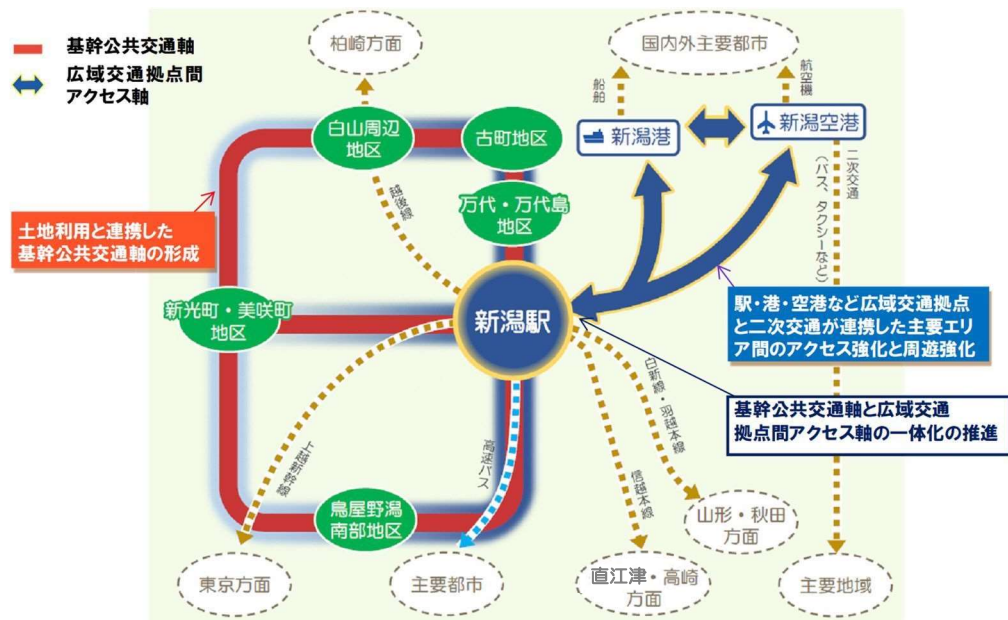 基幹公共交通軸
広域交通拠点間
アクセス軸
柏崎方面
国内外主要都市
船舶
航空機
白山周辺
地区
古町地区
新潟港
新潟空港
二次交通
（バス、タクシーなど）
越後線
万代・万代島
地区
土地利用と連携した
基幹公共交通軸の形成
新光町・美咲町
地区
新潟駅
駅・港・空港など広域交通拠点
と二次交通が連携した主要エリ
ア間のアクセス強化と周遊強化
白新線・羽越本線
基幹公共交通軸と広域交通
拠点間アクセス軸の一体化の推進
上越新幹線
高速バス
信越本線
鳥屋野潟
南部地区
山形・秋田
方面
東京方面
主要都市
直江津・高崎
方面
主要地域